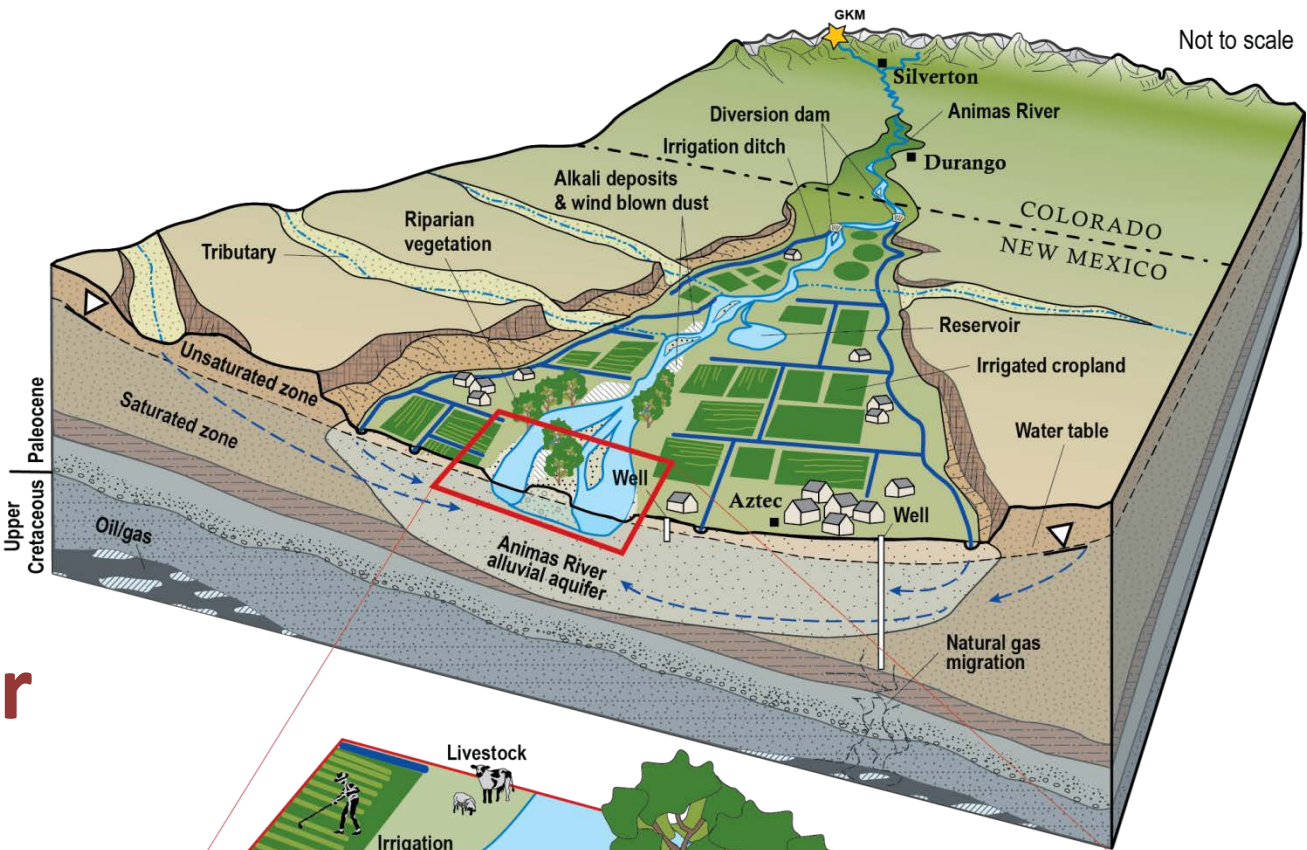 GKM
Not to scale
Silverton
Diversion dam
Animas River
Irrigation ditch
Durango
Alkali deposits
& wind blown dust
COLORADO
NEW MEXICO
Riparian
vegetation
Tributary
Reservoir
Irrigated cropland
Unsaturated zone
Saturated zone
Water table
Well
Aztec
Well
Paleocene
Upper
Cretaceous
Oil/gas
Animas River
alluvial aquifer
Natural gas
migration
r
Livestock
Irrigation